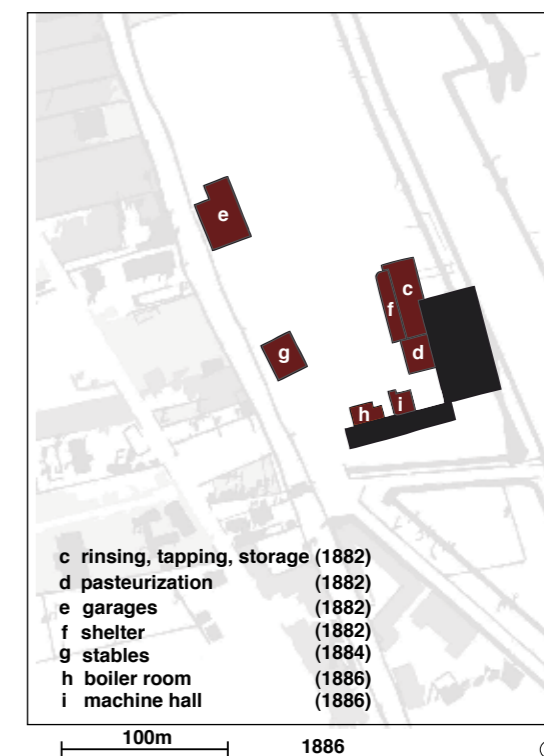 e
c
f
d
g
i
h
c rinsing, tapping, storage (1882)
d pasteurization (1882)
e garages (1882)
f shelter (1882)
g stables (1884)
h boiler room (1886)
i machine hall (1886)
100m
1886